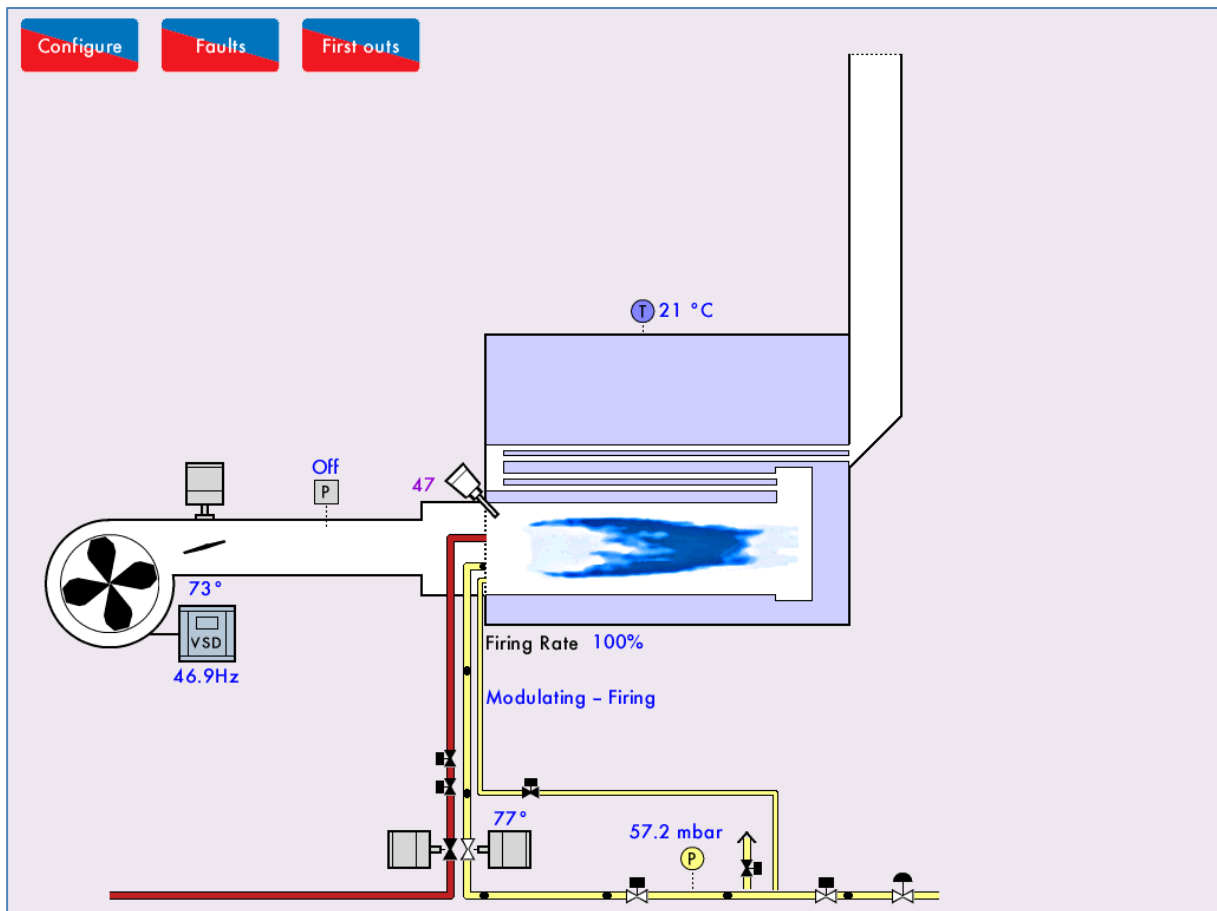 Configure
Faults
First outs
T 21 °C
Off
P
47
73°
VSD
46.9Hz
Firing Rate 100%
Modulating – Firing
77°
57.2 mbar
P